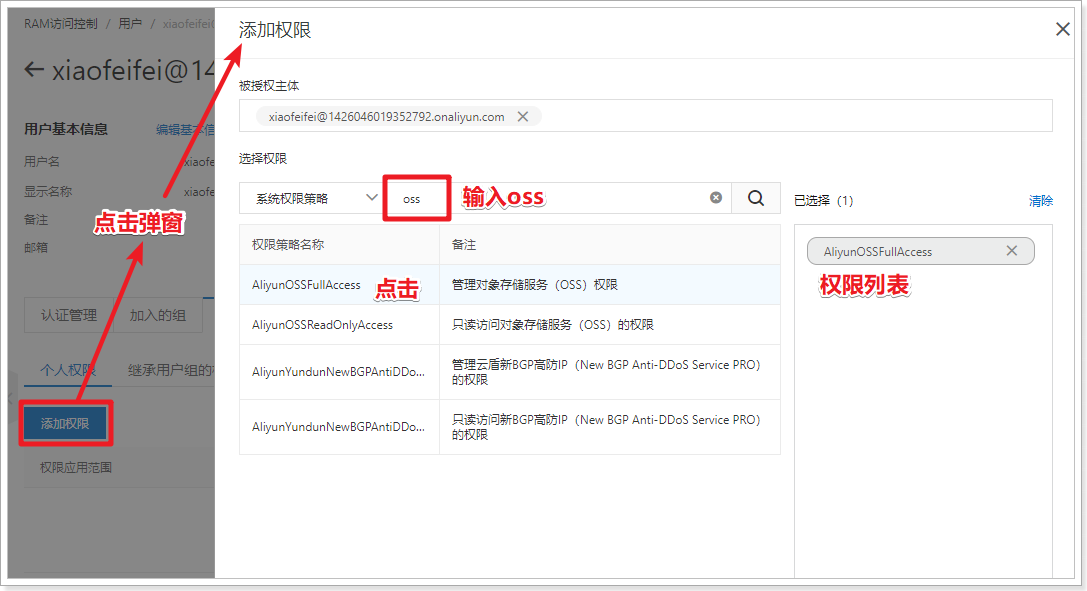 RAM访问控制 / 用户 / xiaofeifei
xiaofeifei@14
用户基本信息 编辑基本信
用户名 xiaofe
显示名称 xiaofe
备注
邮箱
点击弹窗
认证管理 加入的组
个人权限 继承用户组的
添加权限
权限应用范围
添加权限
被授权主体
xiaofeifei@1426046019352792.onaliyun.com
选择权限
系统权限策略 oss 输入oss
权限策略名称 备注
AliyunOSSFullAccess 点击 管理对象存储服务（OSS）权限
AliyunOSSReadOnlyAccess 只读访问对象存储服务（OSS）的权限
AliyunYundunNewBGPAntiDDo... 管理云盾新BGP高防IP（New BGP Anti-DDoS Service PRO）
的权限
AliyunYundunNewBGPAntiDDo... 只读访问新BGP高防IP（New BGP Anti-DDoS Service PRO）
的权限
已选择（1） 清除
AliyunOSSFullAccess
权限列表